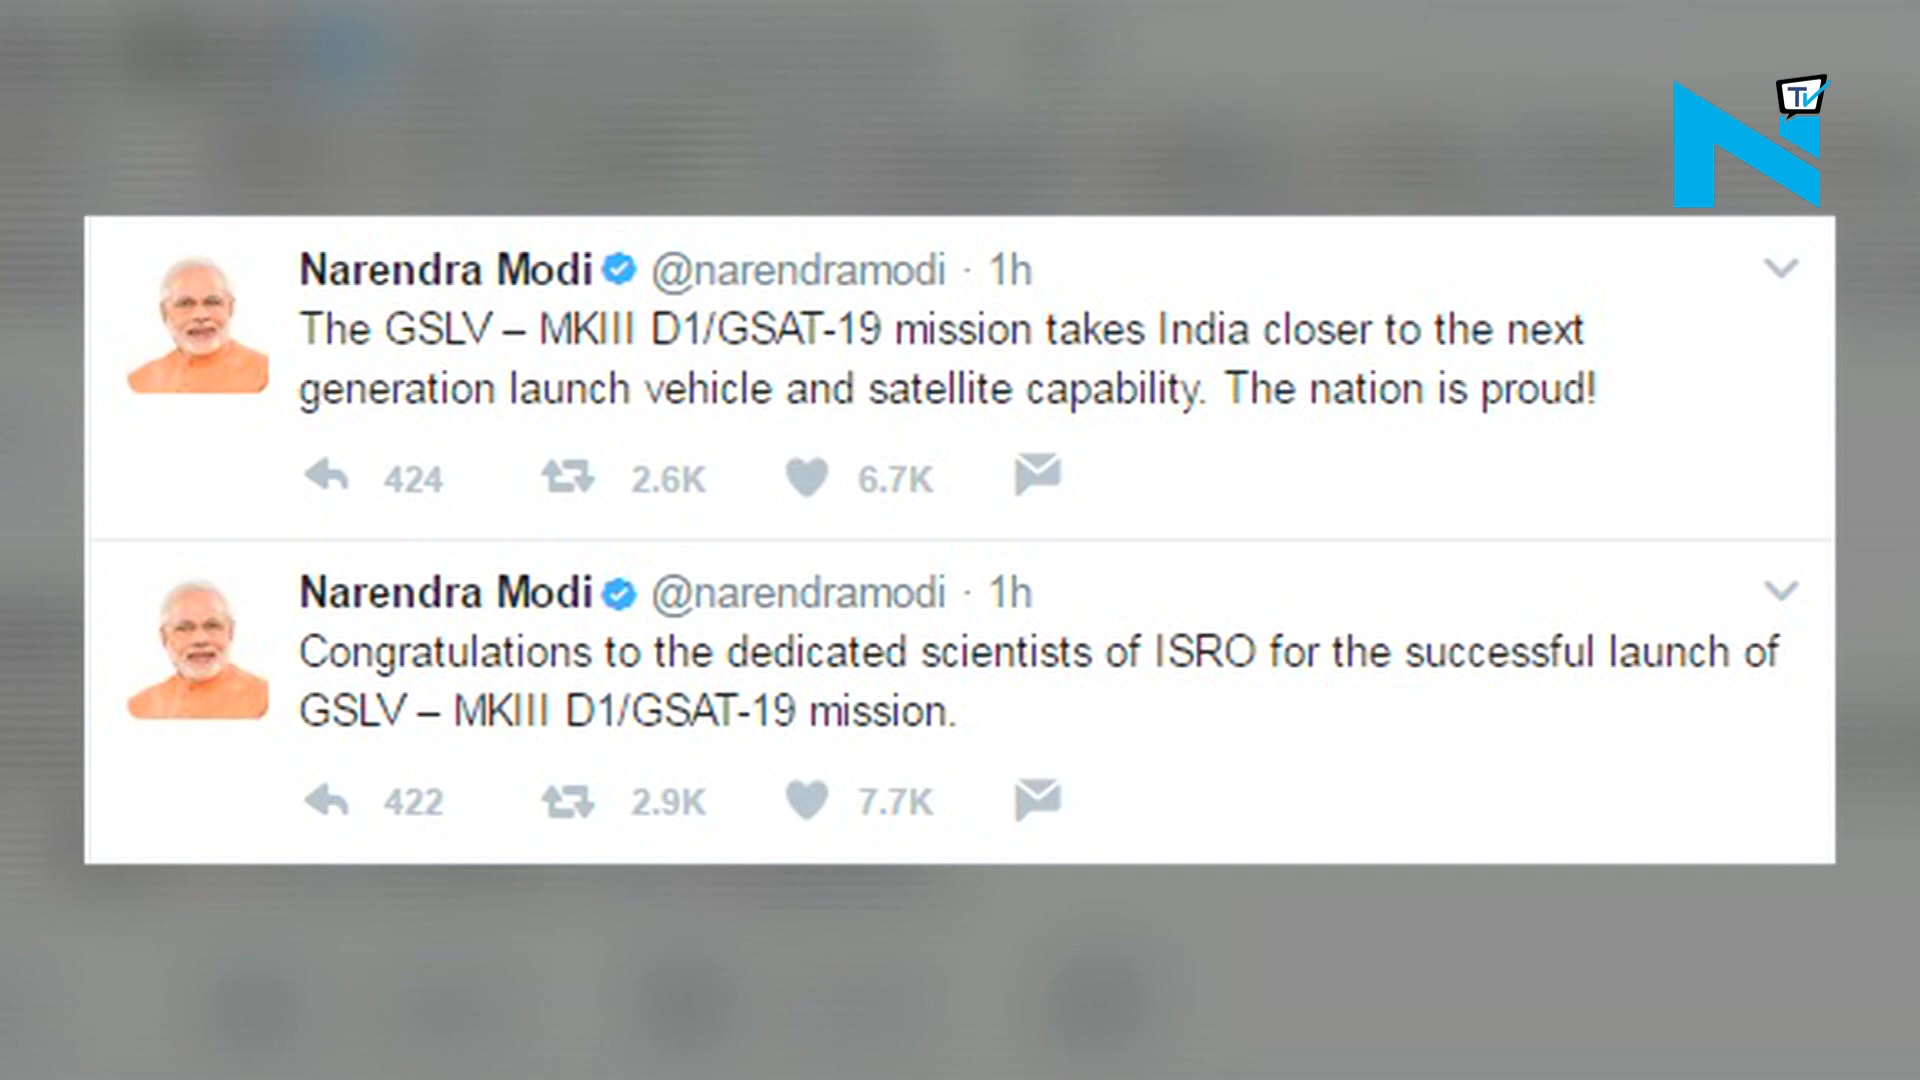 TV
Narendra Modi @narendramodi · 1h
The GSLV – MKIII D1/GSAT-19 mission takes India closer to the next
generation launch vehicle and satellite capability. The nation is proud!
424 2.6K 6.7K
Narendra Modi @narendramodi · 1h
Congratulations to the dedicated scientists of ISRO for the successful launch of
GSLV – MKIII D1/GSAT-19 mission.
422 2.9K 7.7K